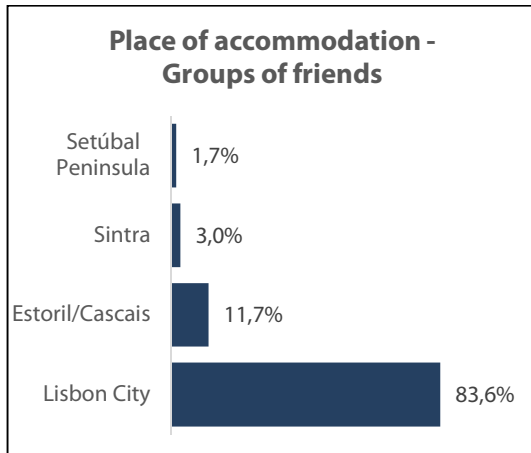 Place of accommodation -
Groups of friends
Setúbal
Peninsula
1,7%
Sintra
3,0%
Estoril/Cascais
11,7%
Lisbon City
83,6%